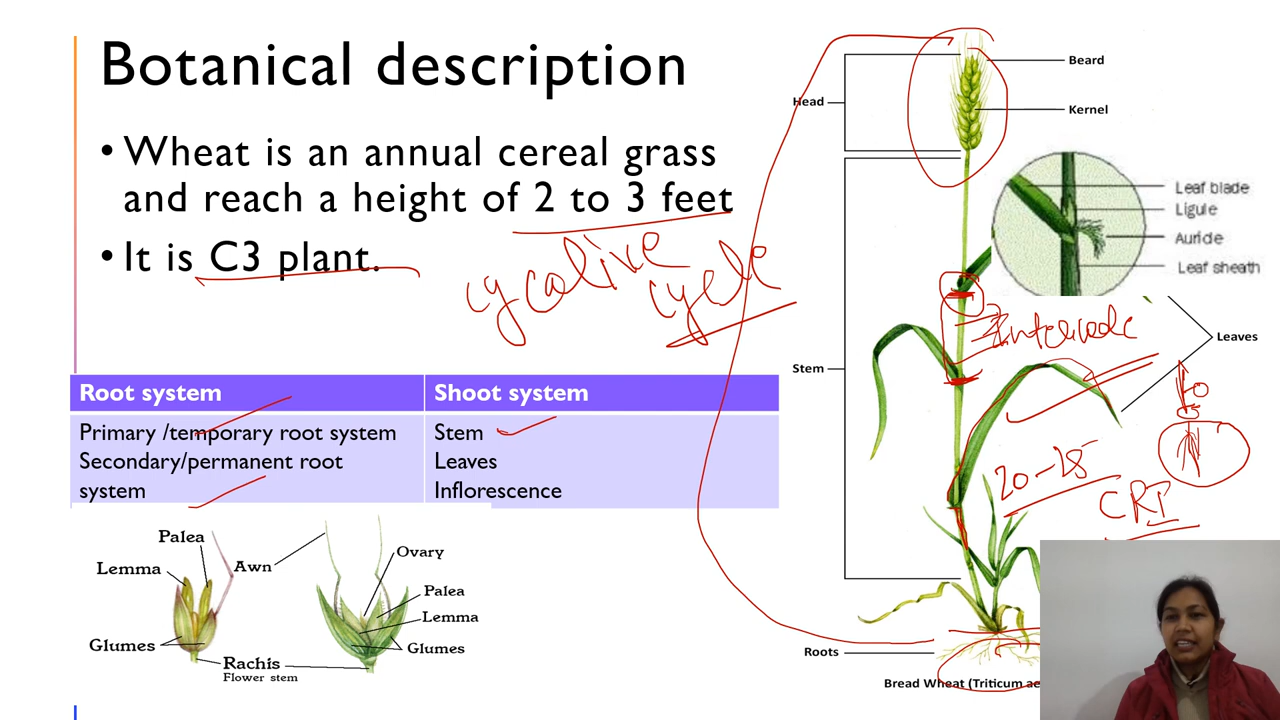 Botanical description
• Wheat is an annual cereal grass
and reach a height of 2 to 3 feet
• It is C3 plant.
cycalive
cycle
Root system
Shoot system
Primary /temporary root system
Secondary/permanent root
system
Stem
Leaves
Inflorescence
Palea
Lemma
Awn
Glumes
Rachis
Flower stem
Ovary
Palea
Lemma
Glumes
Head
Beard
Kernel
Leaf blade
Ligule
Auricle
Leaf sheath
Internode
Leaves
Stem
20-25
CRI
Roots
Bread Wheat (Triticum ae